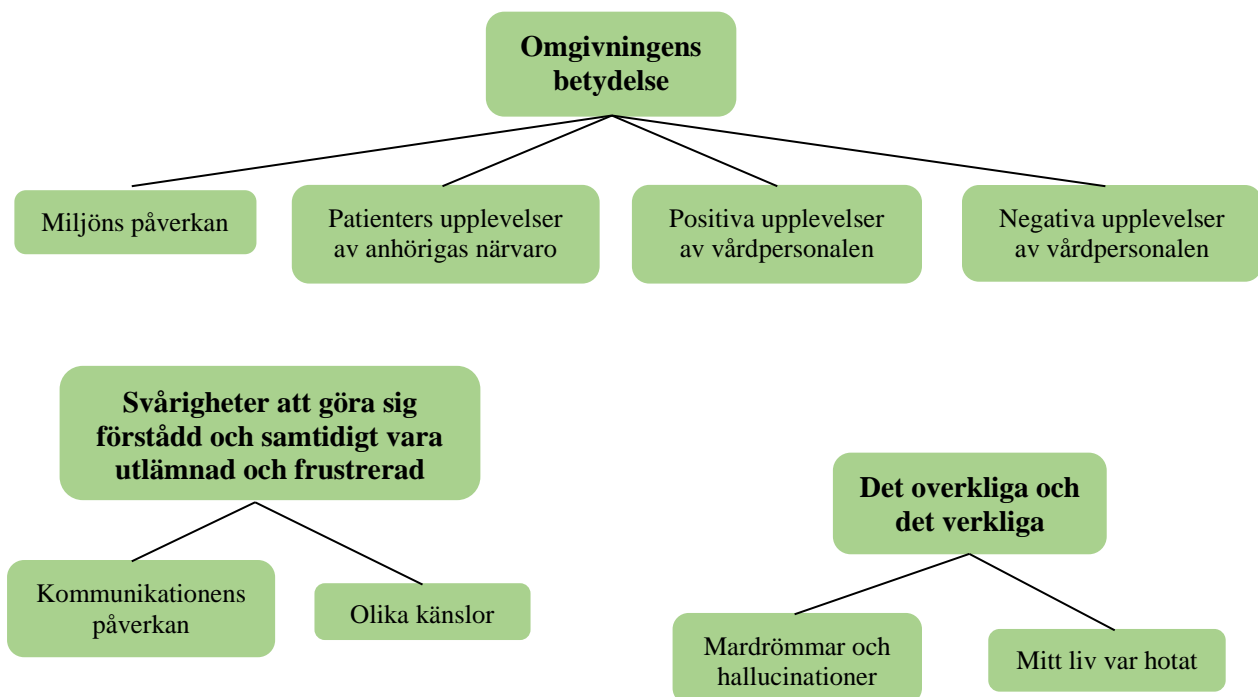 Omgivningens
betydelse
Miljöns påverkan
Patienters upplevelser
av anhörigas närvaro
Positiva upplevelser
av vårdpersonalen
Negativa upplevelser
av vårdpersonalen
Svårigheter att göra sig
förstådd och samtidigt vara
utlämnad och frustrerad
Kommunikationens
påverkan
Olika känslor
Det overkliga och
det verkliga
Mardrömmar och
hallucinationer
Mitt liv var hotat